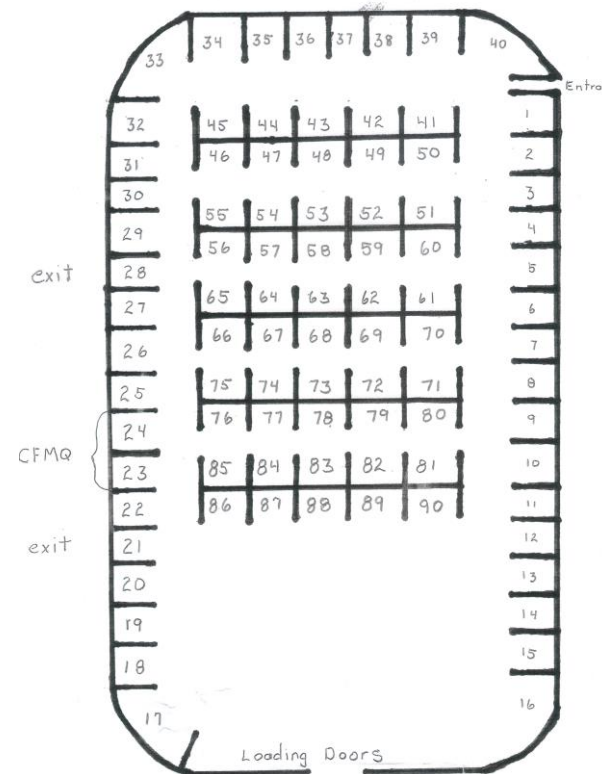 34 35 36 37 38 39
33 40
Entra
32 45 44 43 42 41 1
31 46 47 48 49 50 2
30 3
29 55 54 53 52 51 4
28 56 57 58 59 60 5
exit
27 65 64 63 62 61 6
26 66 67 68 69 70 7
25 75 74 73 72 71 8
24 76 77 78 79 80 9
CFMQ
23 85 84 83 82 81 10
22 86 87 88 89 90 11
exit
21 12
20 13
19 14
18 15
17 16
Loading Doors